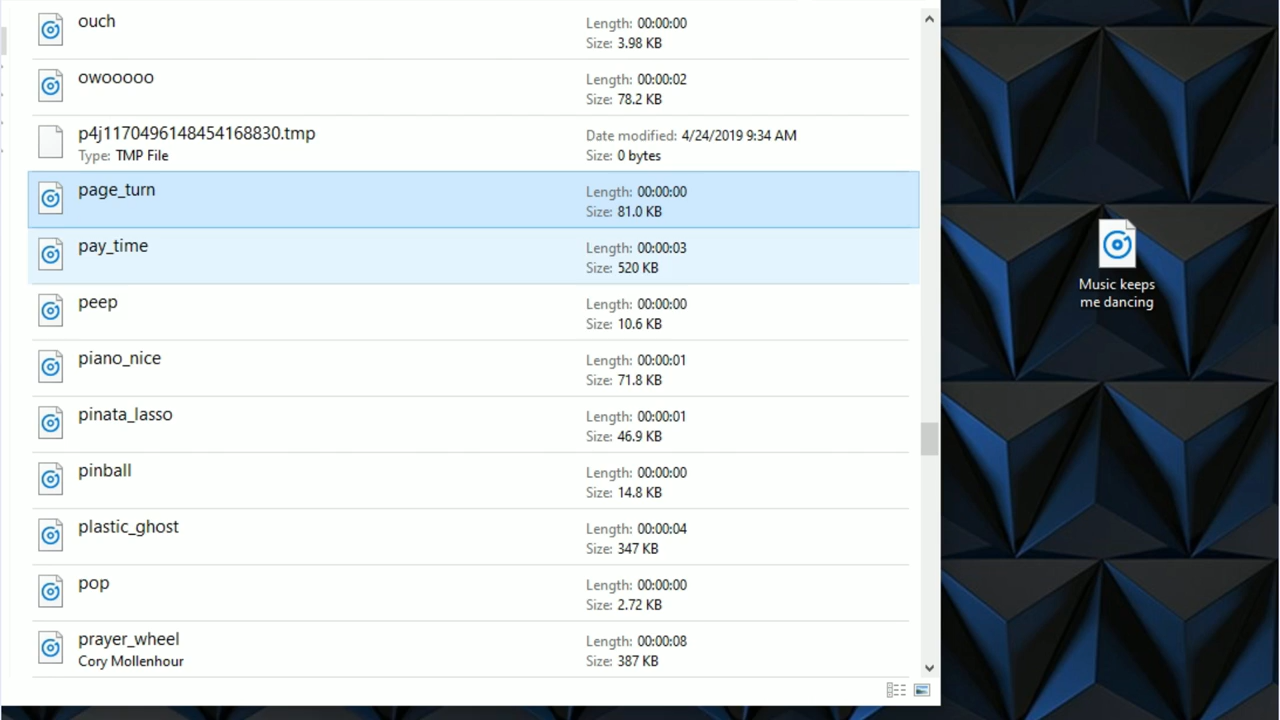 ouch
Length: 00:00:00
Size: 3.98 KB
owooooo
Length: 00:00:02
Size: 78.2 KB
p4j1170496148454168830.tmp
Type: TMP File
Date modified: 4/24/2019 9:34 AM
Size: 0 bytes
page_turn
Length: 00:00:00
Size: 81.0 KB
pay_time
Length: 00:00:03
Size: 520 KB
peep
Length: 00:00:00
Size: 10.6 KB
piano_nice
Length: 00:00:01
Size: 71.8 KB
pinata_lasso
Length: 00:00:01
Size: 46.9 KB
pinball
Length: 00:00:00
Size: 14.8 KB
plastic_ghost
Length: 00:00:04
Size: 347 KB
pop
Length: 00:00:00
Size: 2.72 KB
prayer_wheel
Cory Mollenhour
Length: 00:00:08
Size: 387 KB
Music keeps
me dancing